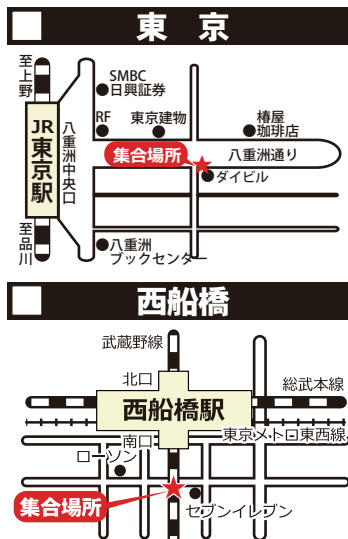 東京
至上野
SMBC
日興証券
RF
東京建物
椿屋
珈琲店
JR東京駅
八重洲中央口
集合場所
八重洲通り
ダイビル
至品川
八重洲
ブックセンター
西船橋
武蔵野線
北口
総武本線
西船橋駅
東京メトロ東西線
南口
ローソン
集合場所
セブンイレブン